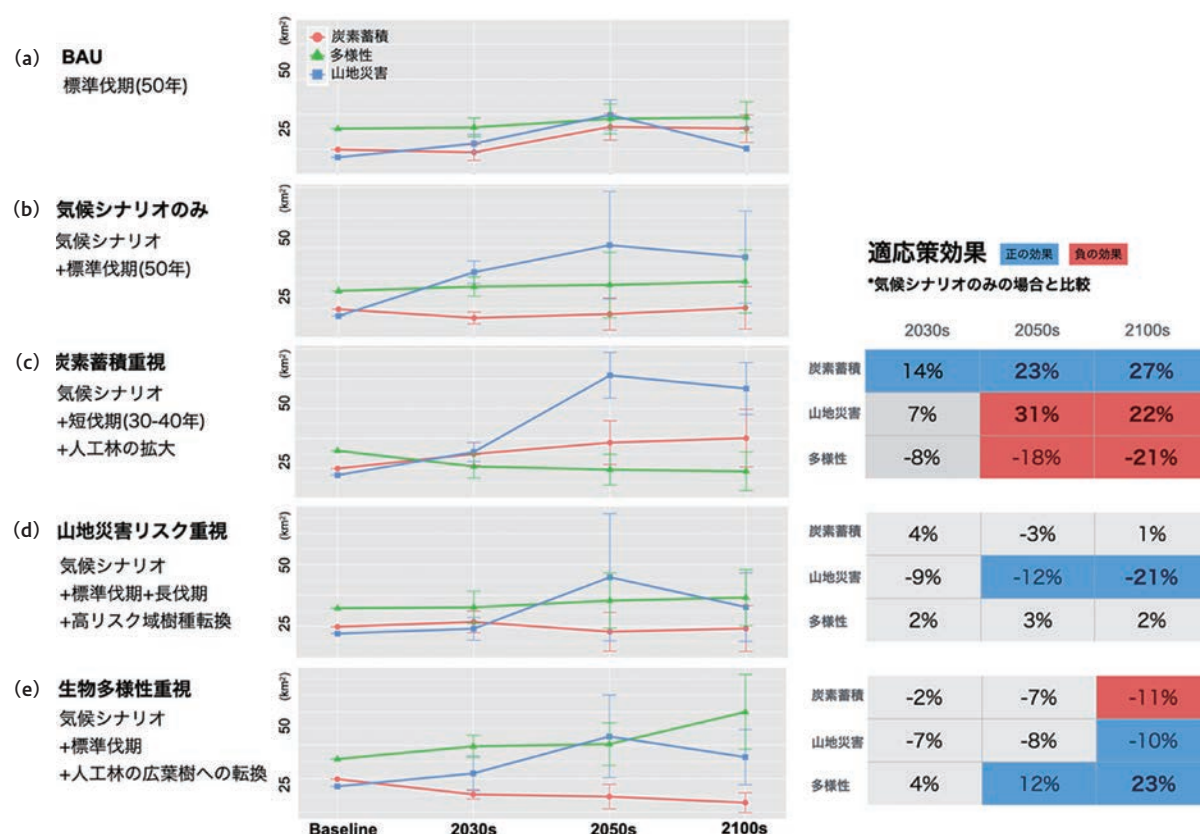 (a) BAU
標準伐期(50年)
(km²)
50
25
炭素蓄積
多様性
山地災害
(b) 気候シナリオのみ
気候シナリオ
+標準伐期(50年)
(km²)
50
25
(c) 炭素蓄積重視
気候シナリオ
+短伐期(30-40年)
+人工林の拡大
(km²)
50
25
(d) 山地災害リスク重視
気候シナリオ
+標準伐期+長伐期
+高リスク域樹種転換
(km²)
50
25
(e) 生物多様性重視
気候シナリオ
+標準伐期
+人工林の広葉樹への転換
(km²)
50
25
Baseline 2030s 2050s 2100s
適応策効果 正の効果 負の効果
*気候シナリオのみの場合と比較
2030s 2050s 2100s
炭素蓄積 14% 23% 27%
山地災害 7% 31% 22%
多様性 -8% -18% -21%
炭素蓄積 4% -3% 1%
山地災害 -9% -12% -21%
多様性 2% 3% 2%
炭素蓄積 -2% -7% -11%
山地災害 -7% -8% -10%
多様性 4% 12% 23%